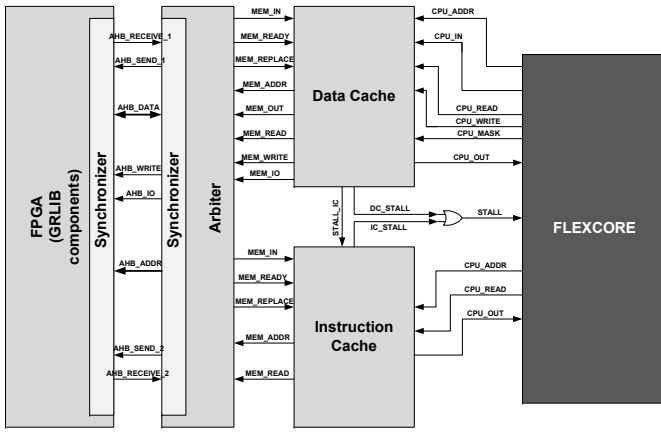 FPGA
(GRLIB
components)
Synchronizer
AHB_RECEIVE_1
AHB_SEND_1
AHB_DATA
AHB_WRITE
AHB_IO
AHB_ADDR
AHB_SEND_2
AHB_RECEIVE_2
Synchronizer
Arbiter
MEM_IN
MEM_READY
MEM_REPLACE
MEM_ADDR
MEM_OUT
MEM_READ
MEM_WRITE
MEM_IO
Data Cache
CPU_ADDR
CPU_IN
CPU_READ
CPU_WRITE
CPU_MASK
CPU_OUT
STALL_IC
DC_STALL
IC_STALL
STALL
MEM_IN
MEM_READY
MEM_REPLACE
MEM_ADDR
MEM_READ
Instruction
Cache
CPU_ADDR
CPU_READ
CPU_OUT
FLEXCORE